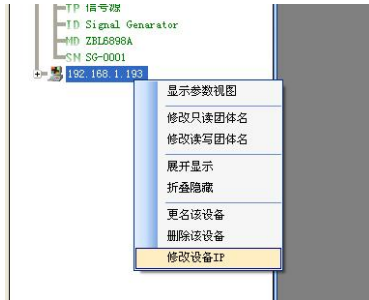 TP 信号源
ID Signal Genarator
MD ZBL6898A
SN SG-0001
192.168.1.193
显示参数视图
修改只读团体名
修改读写团体名
展开显示
折叠隐藏
更名该设备
删除该设备
修改设备IP